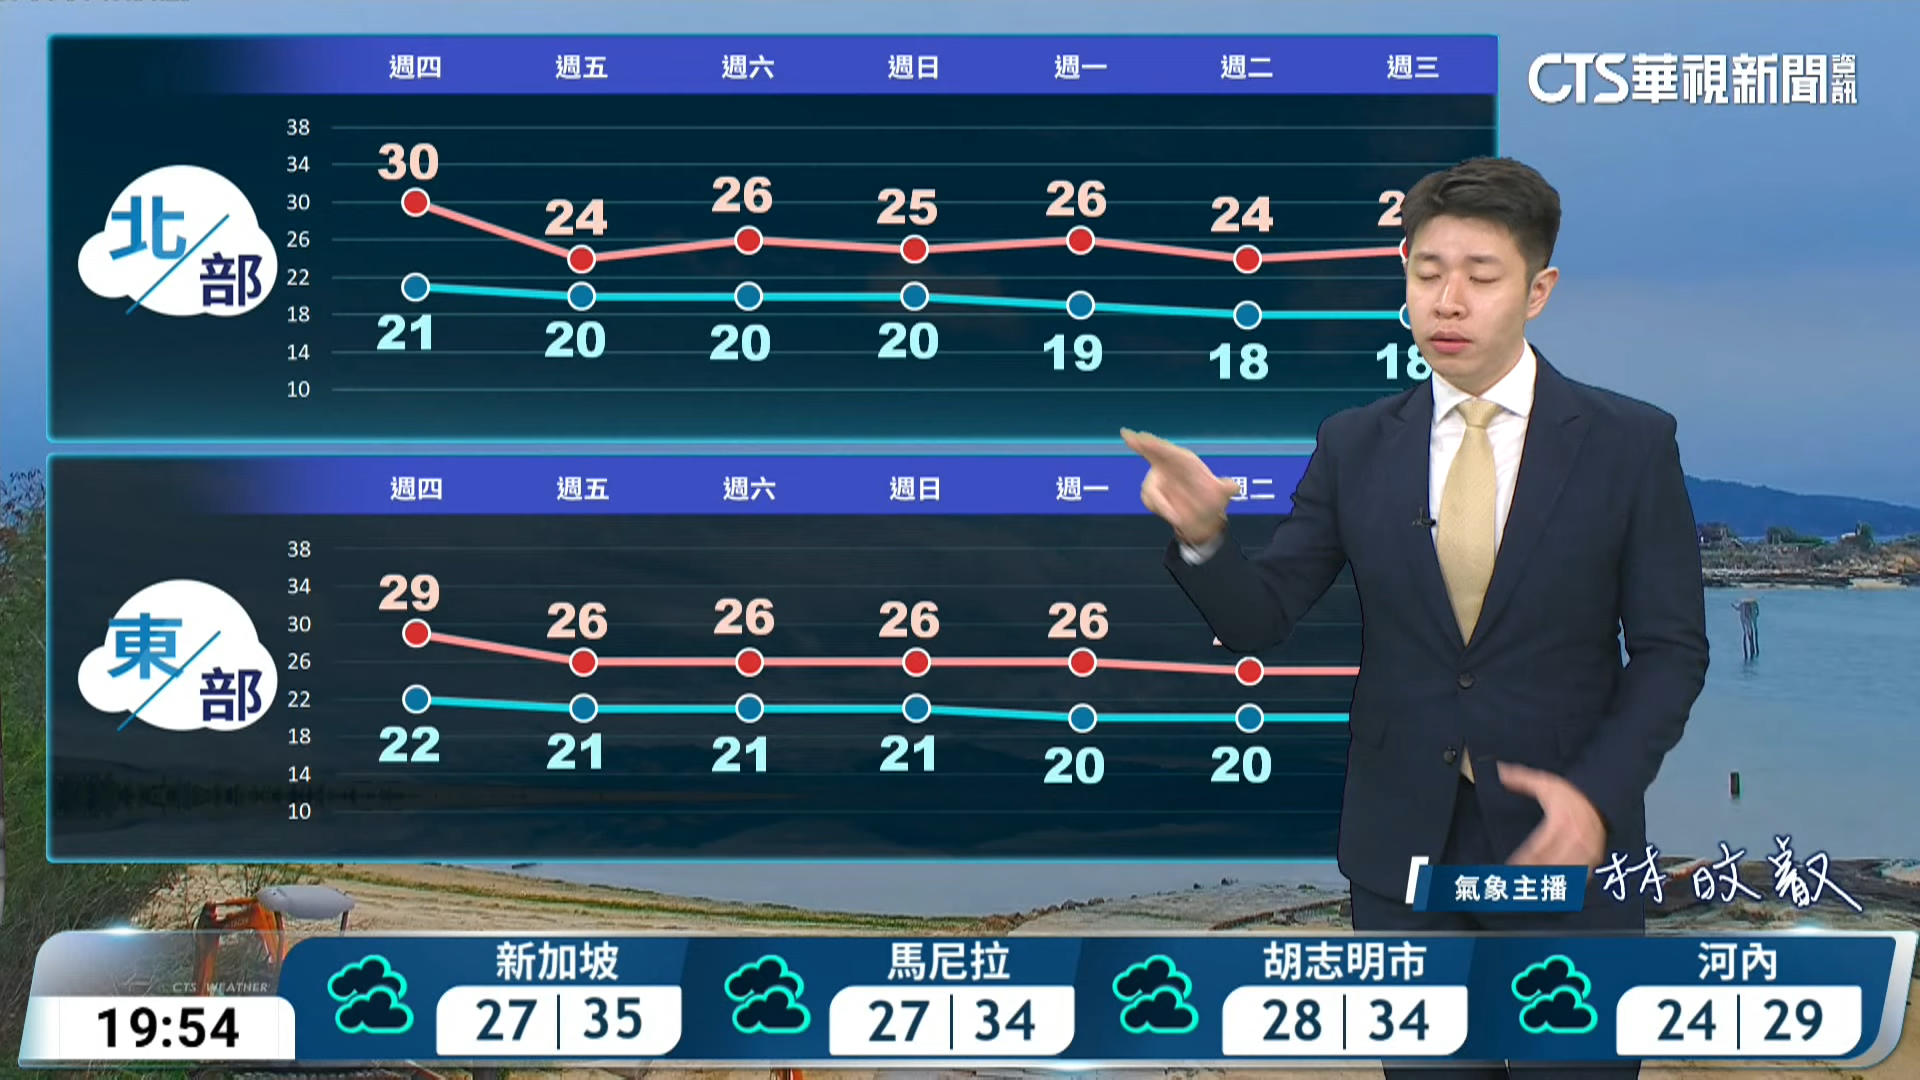 CTS華視新聞資訊
週四 週五 週六 週日 週一 週二 週三
38
34
30
26
22
18
14
10
北部
30 24 26 25 26 24
21 20 20 20 19 18 18
週四 週五 週六 週日 週一 週二
38
34
30
26
22
18
14
10
東部
29 26 26 26 26
22 21 21 21 20 20
氣象主播 林旼叡
CTS WEATHER
19:54
新加坡 27|35
馬尼拉 27|34
胡志明市 28|34
河內 24|29